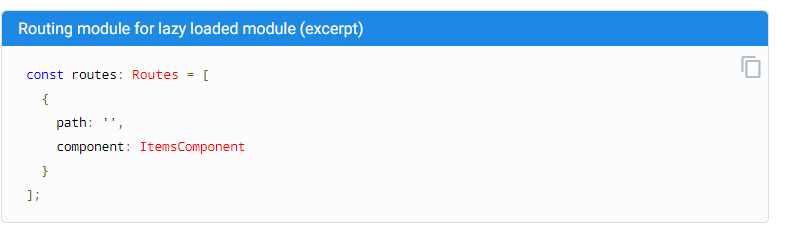 Routing module for lazy loaded module (excerpt)
const routes: Routes = [
  {
    path: '',
    component: ItemsComponent
  }
];